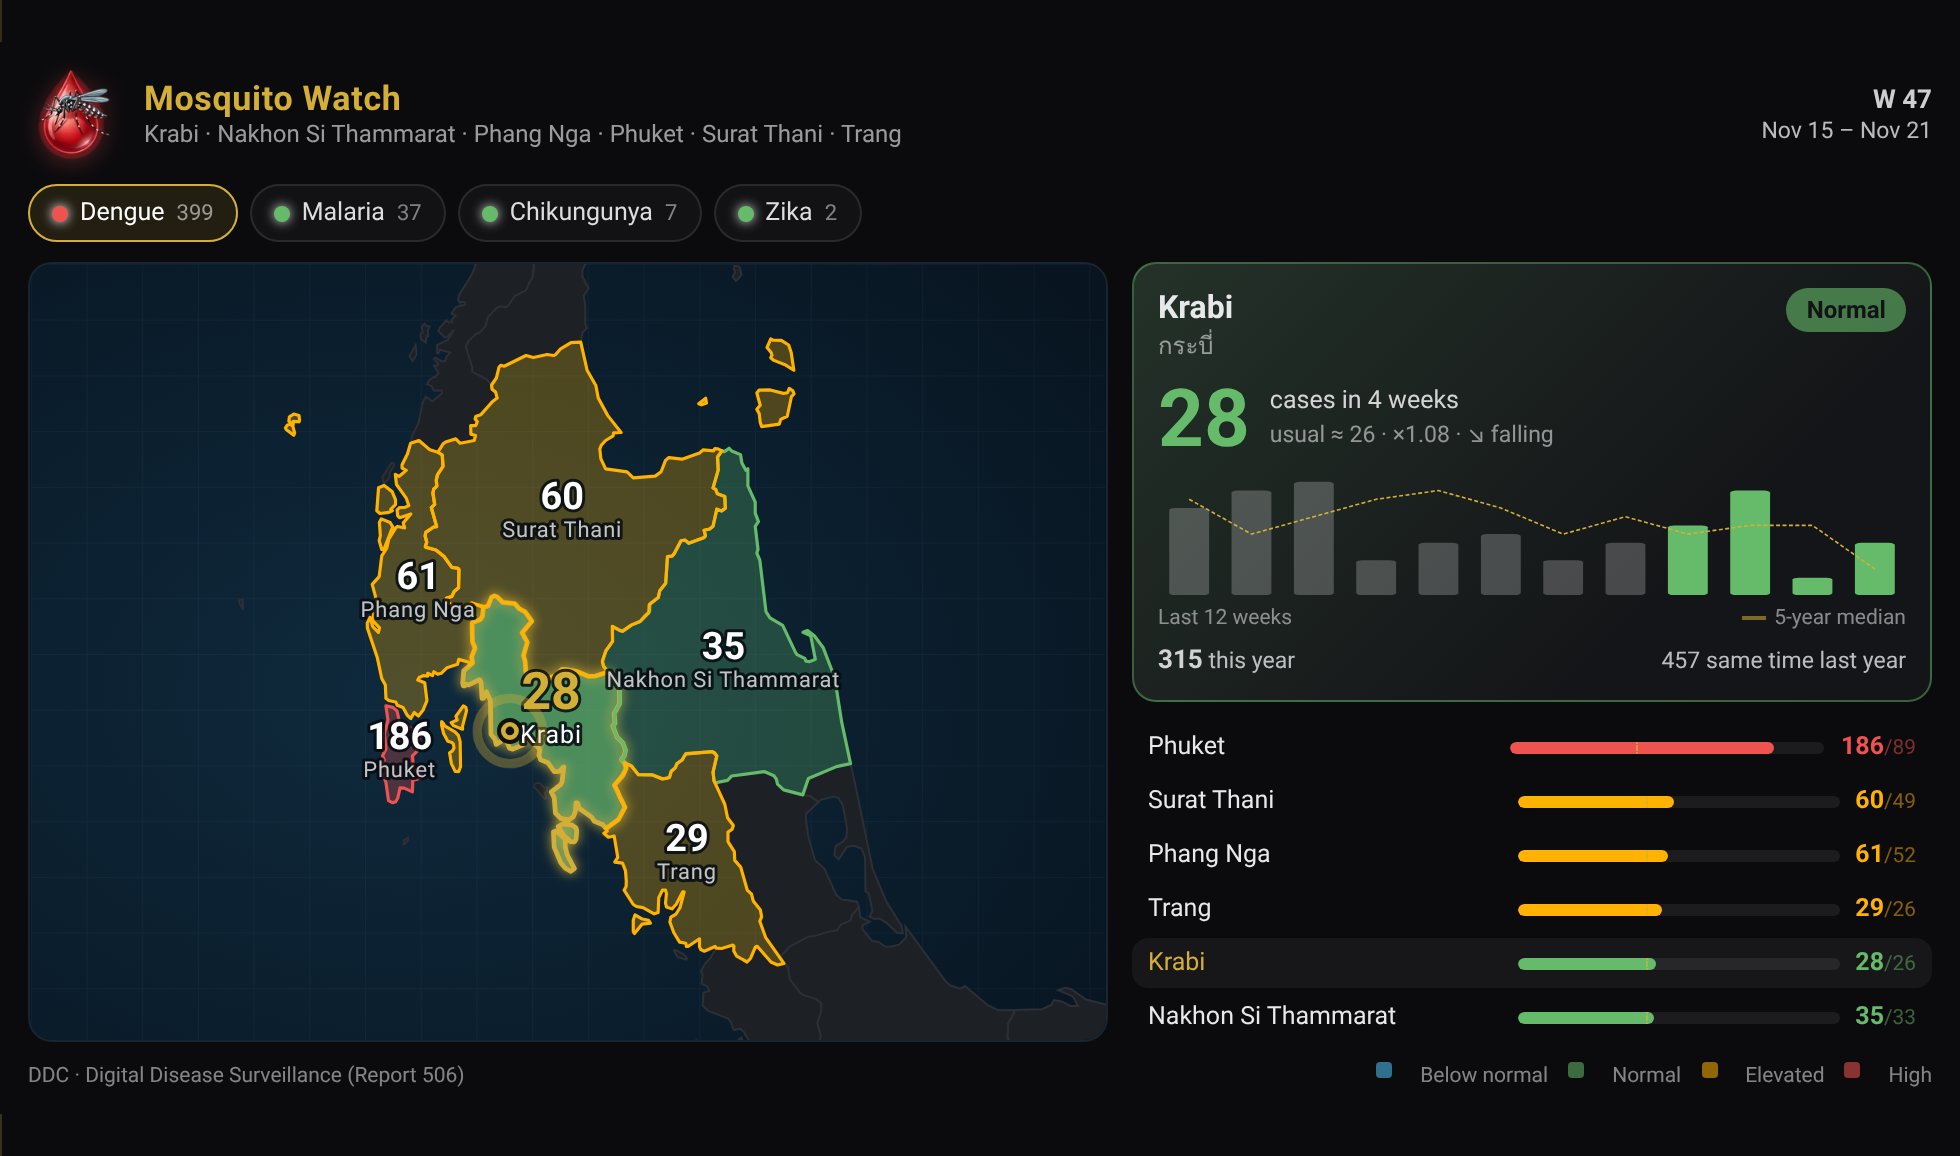 Mosquito Watch
Krabi · Nakhon Si Thammarat · Phang Nga · Phuket · Surat Thani · Trang
W 47
Nov 15 – Nov 21
Dengue 399
Malaria 37
Chikungunya 7
Zika 2
60
Surat Thani
61
Phang Nga
35
Nakhon Si Thammarat
28
Krabi
186
Phuket
29
Trang
Krabi
กระบี่
Normal
28
cases in 4 weeks
usual ≈ 26 · ×1.08 · ↘ falling
Last 12 weeks
5-year median
315 this year
457 same time last year
Phuket 186/89
Surat Thani 60/49
Phang Nga 61/52
Trang 29/26
Krabi 28/26
Nakhon Si Thammarat 35/33
DDC · Digital Disease Surveillance (Report 506)
Below normal Normal Elevated High